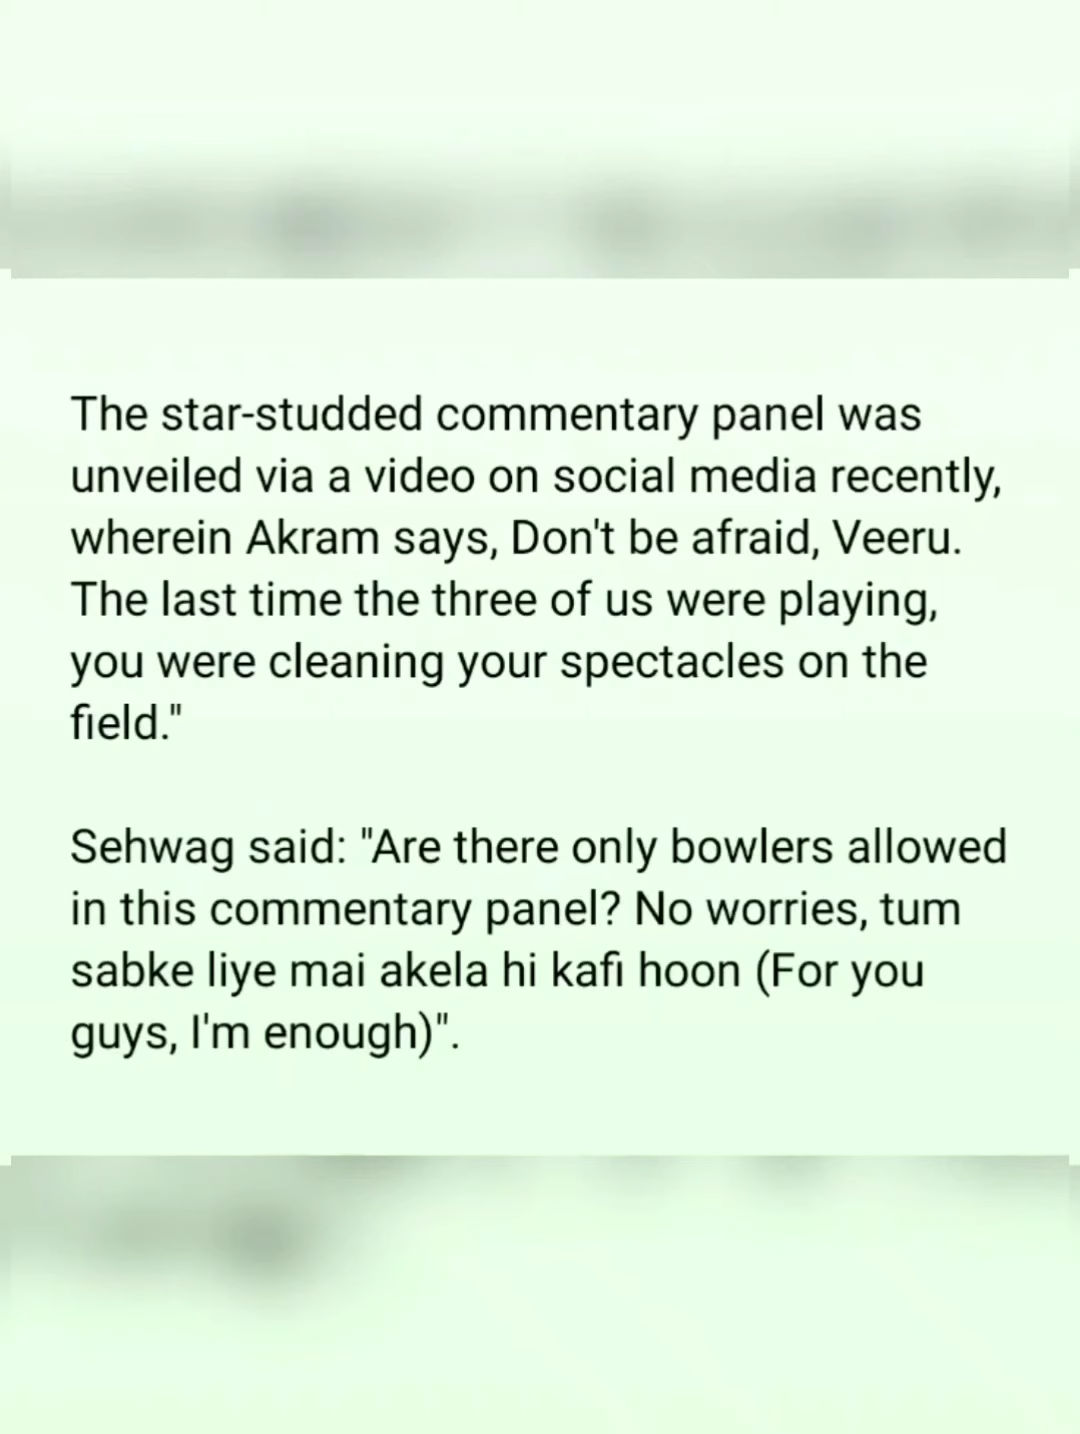 The star-studded commentary panel was
unveiled via a video on social media recently,
wherein Akram says, Don't be afraid, Veeru.
The last time the three of us were playing,
you were cleaning your spectacles on the
field."
Sehwag said: "Are there only bowlers allowed
in this commentary panel? No worries, tum
sabke liye mai akela hi kafi hoon (For you
guys, I'm enough)".